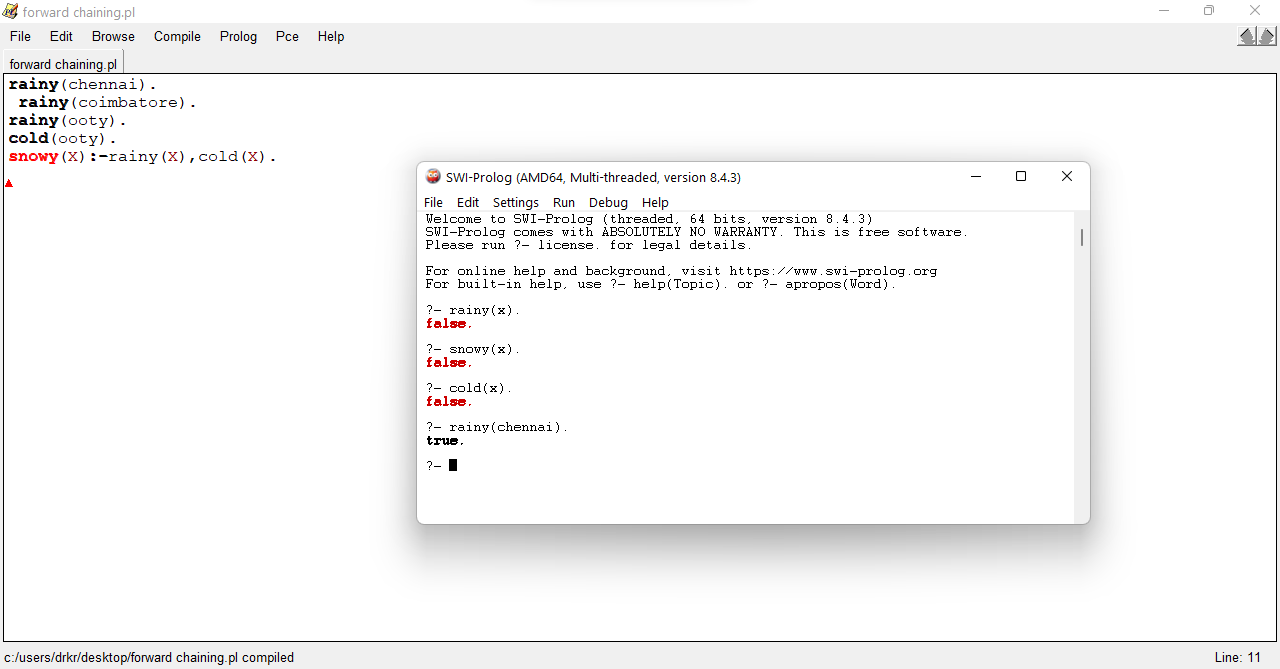 forward chaining.pl
File Edit Browse Compile Prolog Pce Help
forward chaining.pl
rainy(chennai).
rainy(coimbatore).
rainy(ooty).
cold(ooty).
snowy(X):-rainy(X),cold(X).
SWI-Prolog (AMD64, Multi-threaded, version 8.4.3)
File Edit Settings Run Debug Help
Welcome to SWI-Prolog (threaded, 64 bits, version 8.4.3)
SWI-Prolog comes with ABSOLUTELY NO WARRANTY. This is free software.
Please run ?- license. for legal details.
For online help and background, visit https://www.swi-prolog.org
For built-in help, use ?- help(Topic). or ?- apropos(Word).
?- rainy(x).
false.
?- snowy(x).
false.
?- cold(x).
false.
?- rainy(chennai).
true.
?-
c:/users/drkr/desktop/forward chaining.pl compiled
Line: 11